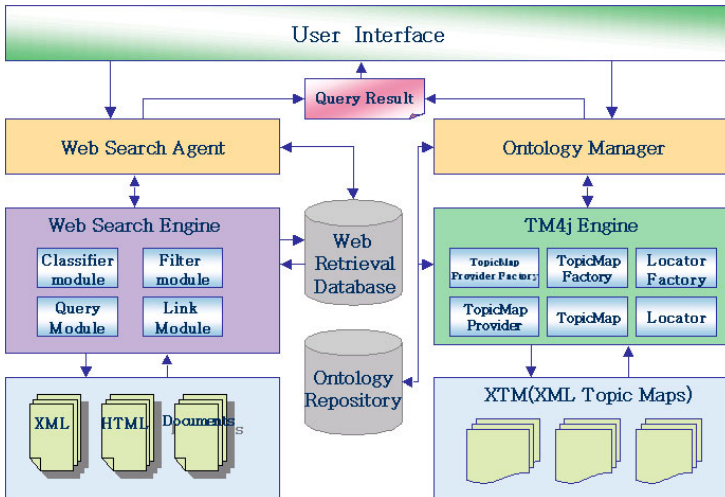 User Interface
Query Result
Web Search Agent
Ontology Manager
Web Search Engine
Classifier
module
Filter
module
Query
Module
Link
Module
Web
Retrieval
Database
TM4j Engine
TopicMap
Provider Factory
TopicMap
Factory
Locator
Factory
TopicMap
Provider
TopicMap
Locator
Ontology
Repository
XML
HTML
Documents
XTM(XML Topic Maps)